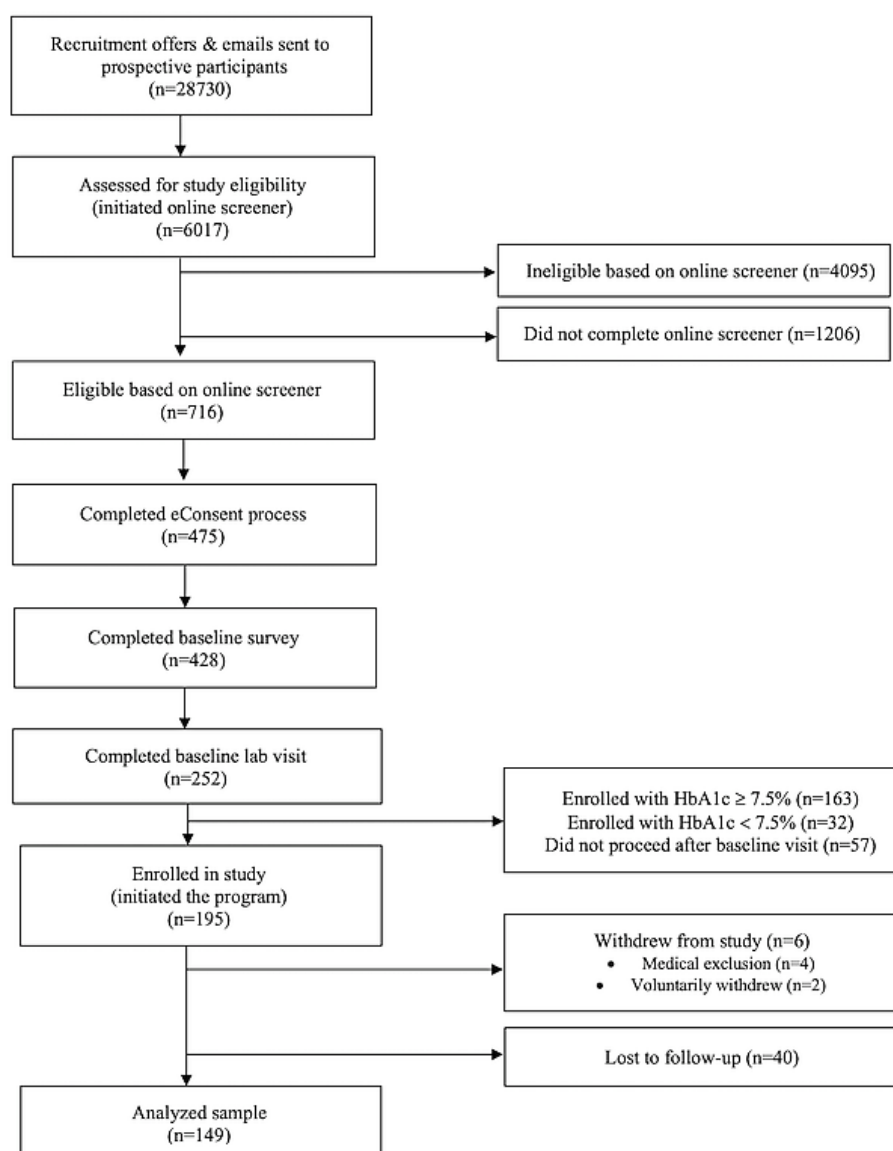 Recruitment offers & emails sent to
prospective participants
(n=28730)
Assessed for study eligibility
(initiated online screener)
n=6017)
Ineligible based on online screener (n=4095)
Did not complete online screener (n=1206)
Eligible based on online screener
(n=716)
Completed eConsent process
(n=475)
Completed baseline survey
(n=428)
Completed baseline lab visit
(n=252)
Enrolled with HbA1c ≥ 7.5% (n=163)
Enrolled with HbA1c < 7.5% (n=32)
Did not proceed after baseline visit (n=57)
Enrolled in study
(initiated the program)
(n=195)
Withdrew from study (n=6)
• Medical exclusion (n=4)
• Voluntarily withdrew (n=2)
Lost to follow-up (n=40)
Analyzed sample
(n=149)